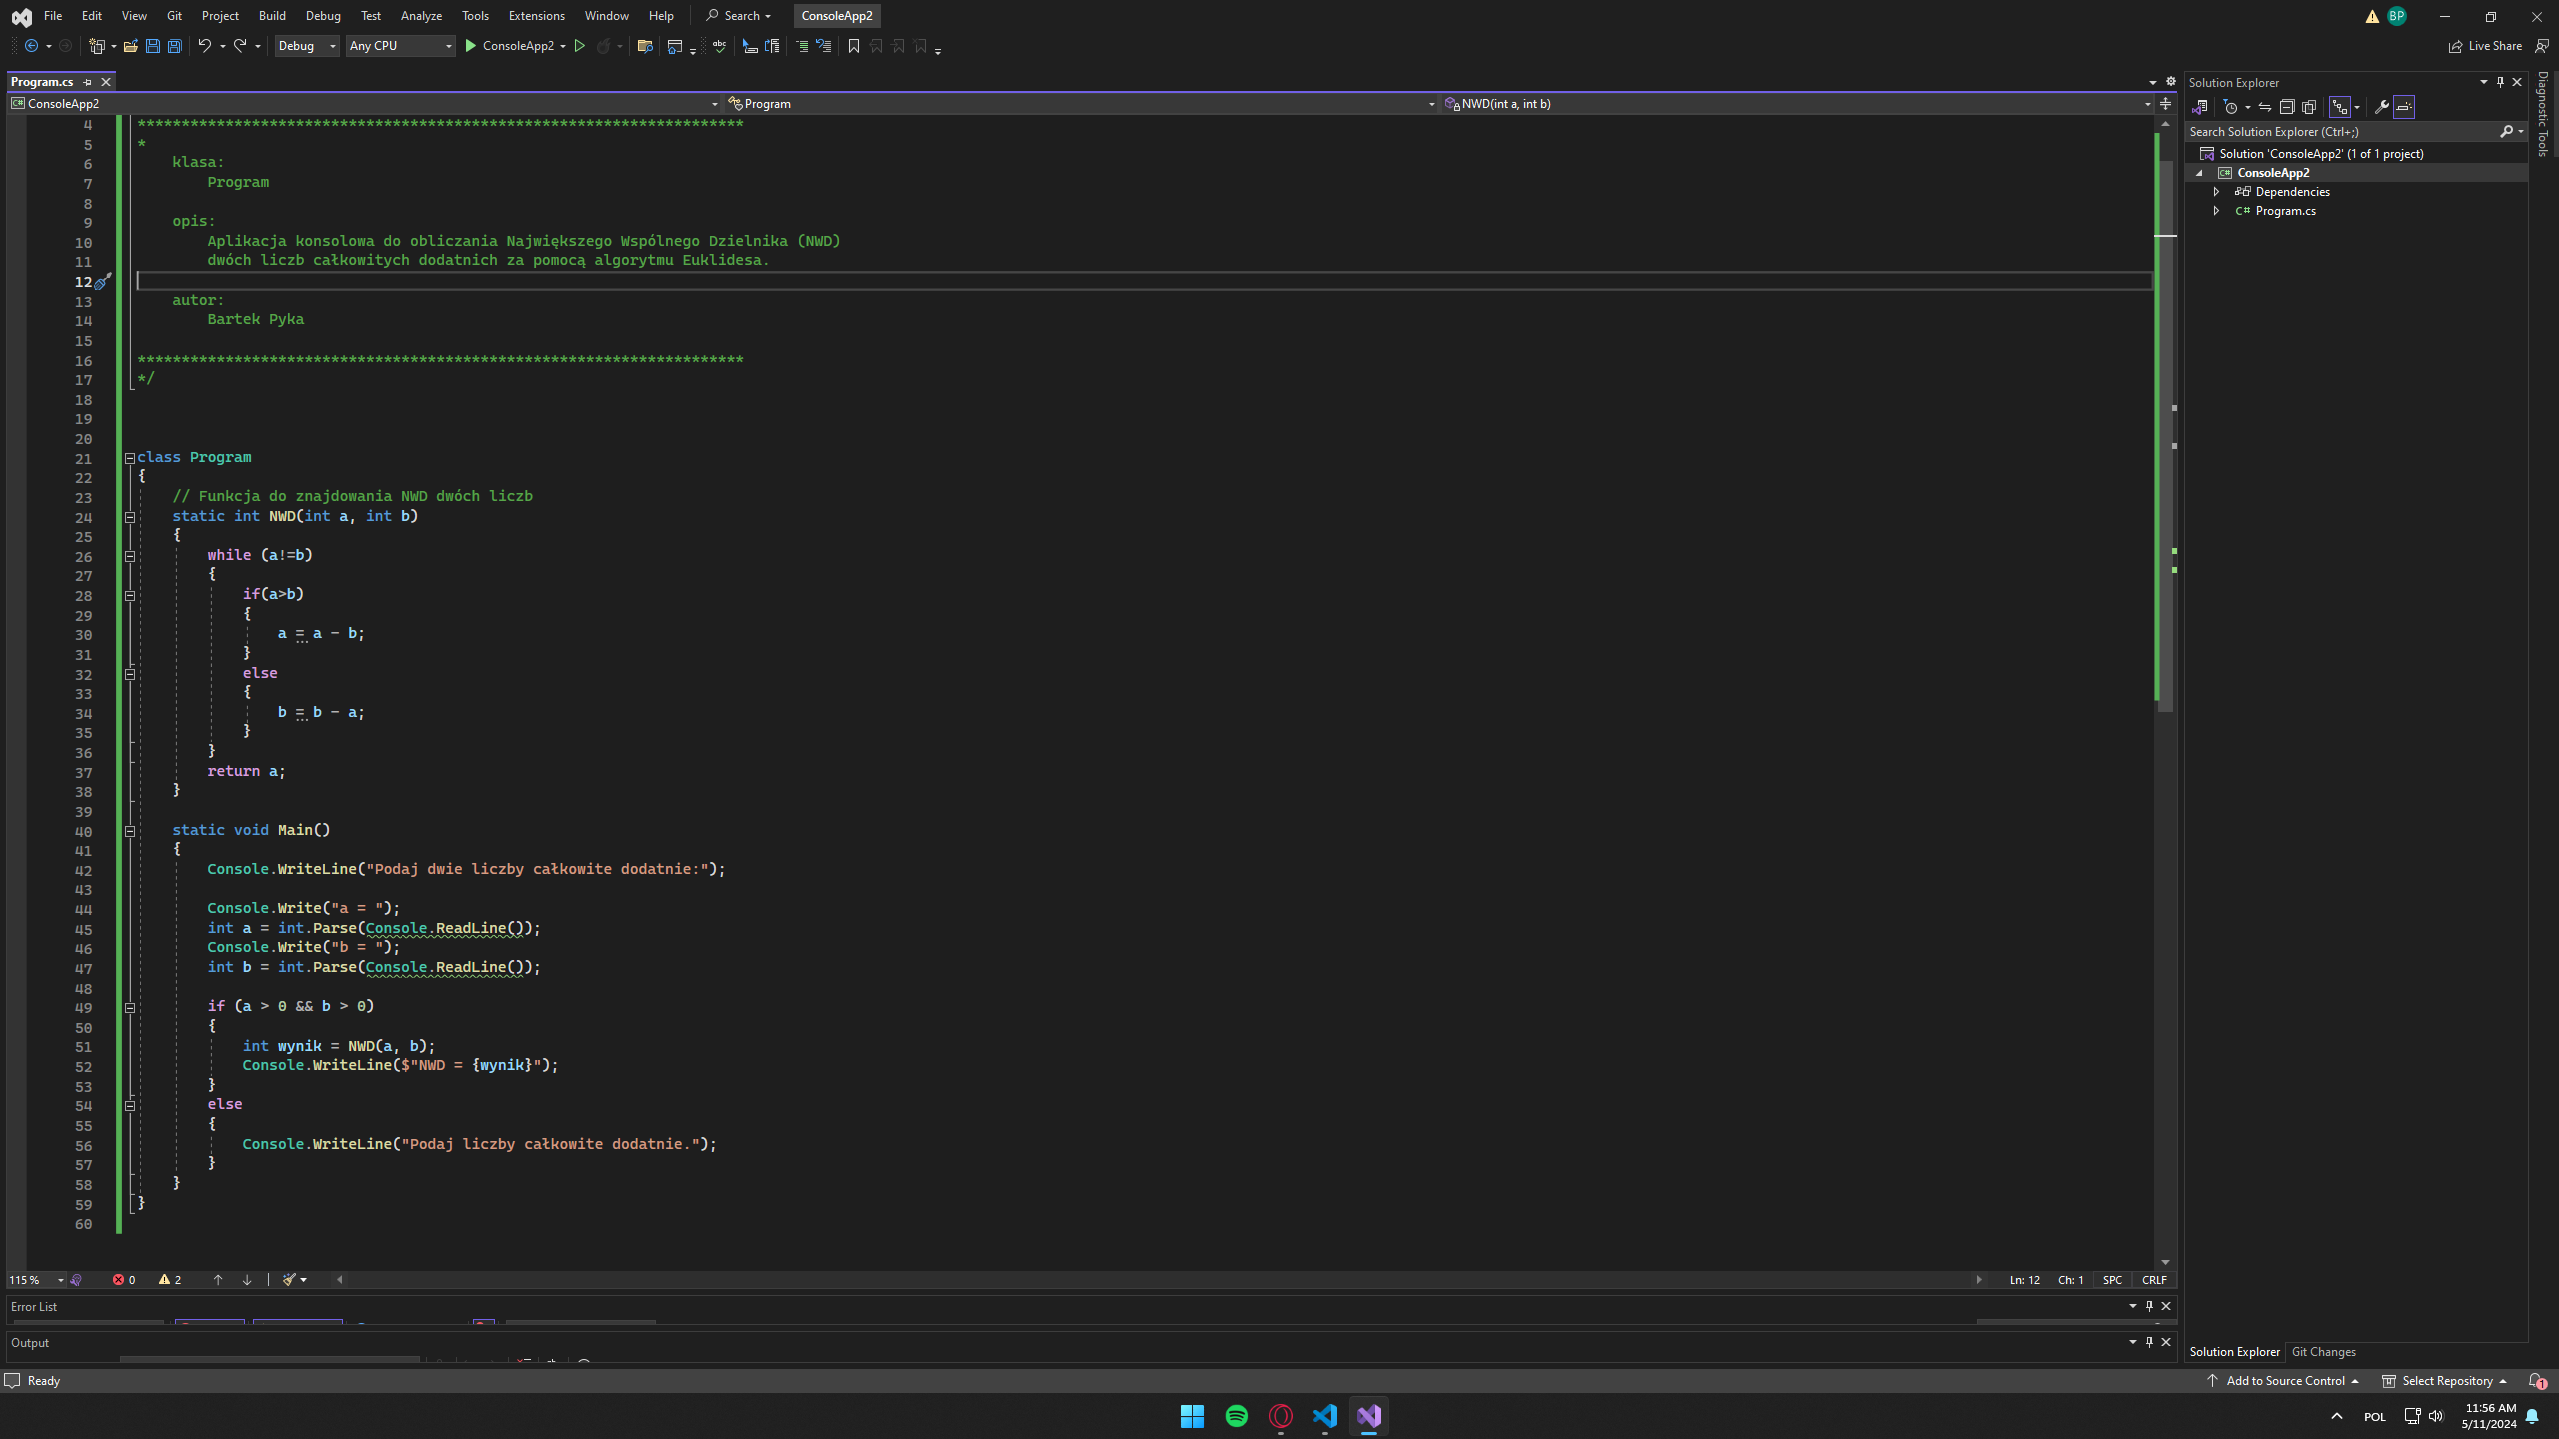 File Edit View Git Project Build Debug Test Analyze Tools Extensions Window Help Search ConsoleApp2 BP
Debug Any CPU ConsoleApp2 Live Share
Program.cs
ConsoleApp2 Program NWD(int a, int b)
4 *********************************************************************
5 *
6 klasa:
7 Program
8
9 opis:
10 Aplikacja konsolowa do obliczania Największego Wspólnego Dzielnika (NWD)
11 dwóch liczb całkowitych dodatnich za pomocą algorytmu Euklidesa.
12
13 autor:
14 Bartek Pyka
15
16 *********************************************************************
17 */
18
19
20
21 class Program
22 {
23 // Funkcja do znajdowania NWD dwóch liczb
24 static int NWD(int a, int b)
25 {
26 while (a!=b)
27 {
28 if(a>b)
29 {
30 a = a - b;
31 }
32 else
33 {
34 b = b - a;
35 }
36 }
37 return a;
38 }
39
40 static void Main()
41 {
42 Console.WriteLine("Podaj dwie liczby całkowite dodatnie:");
43
44 Console.Write("a = ");
45 int a = int.Parse(Console.ReadLine());
46 Console.Write("b = ");
47 int b = int.Parse(Console.ReadLine());
48
49 if (a > 0 && b > 0)
50 {
51 int wynik = NWD(a, b);
52 Console.WriteLine($"NWD = {wynik}");
53 }
54 else
55 {
56 Console.WriteLine("Podaj liczby całkowite dodatnie.");
57 }
58 }
59 }
60
115 % 0 2 Ln: 12 Ch: 1 SPC CRLF
Error List
Output
Solution Explorer
Search Solution Explorer (Ctrl+;)
Solution 'ConsoleApp2' (1 of 1 project)
ConsoleApp2
Dependencies
C# Program.cs
Solution Explorer Git Changes
Diagnostic Tools
Ready Add to Source Control Select Repository 1
POL 11:56 AM
5/11/2024